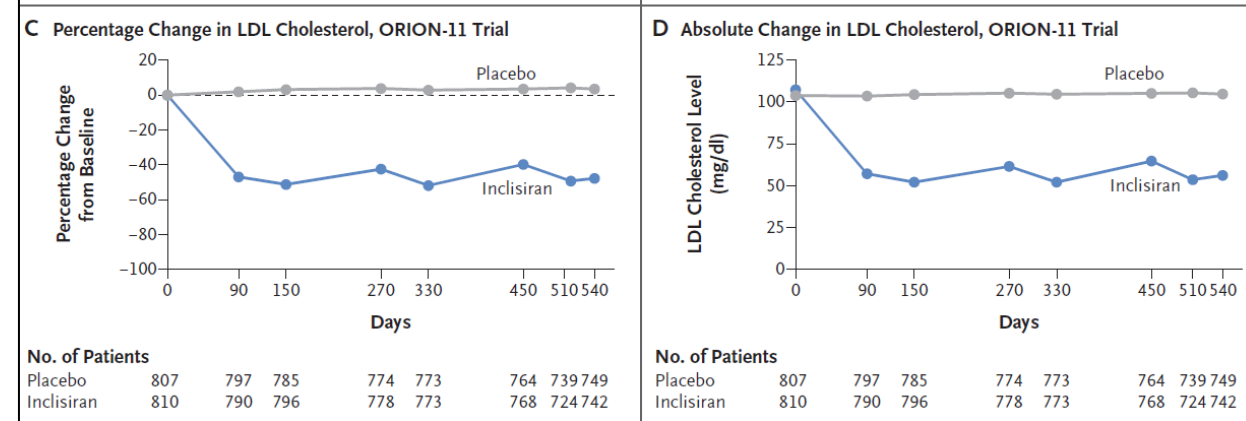 C Percentage Change in LDL Cholesterol, ORION-11 Trial
Percentage Change
from Baseline
20
0
−20
−40
−60
−80
−100
Placebo
Inclisiran
0 90 150 270 330 450 510 540
Days
No. of Patients
Placebo 807 797 785 774 773 764 739 749
Inclisiran 810 790 796 778 773 768 724 742
D Absolute Change in LDL Cholesterol, ORION-11 Trial
LDL Cholesterol Level
(mg/dl)
125
100
75
50
25
0
Placebo
Inclisiran
0 90 150 270 330 450 510 540
Days
No. of Patients
Placebo 807 797 785 774 773 764 739 749
Inclisiran 810 790 796 778 773 768 724 742